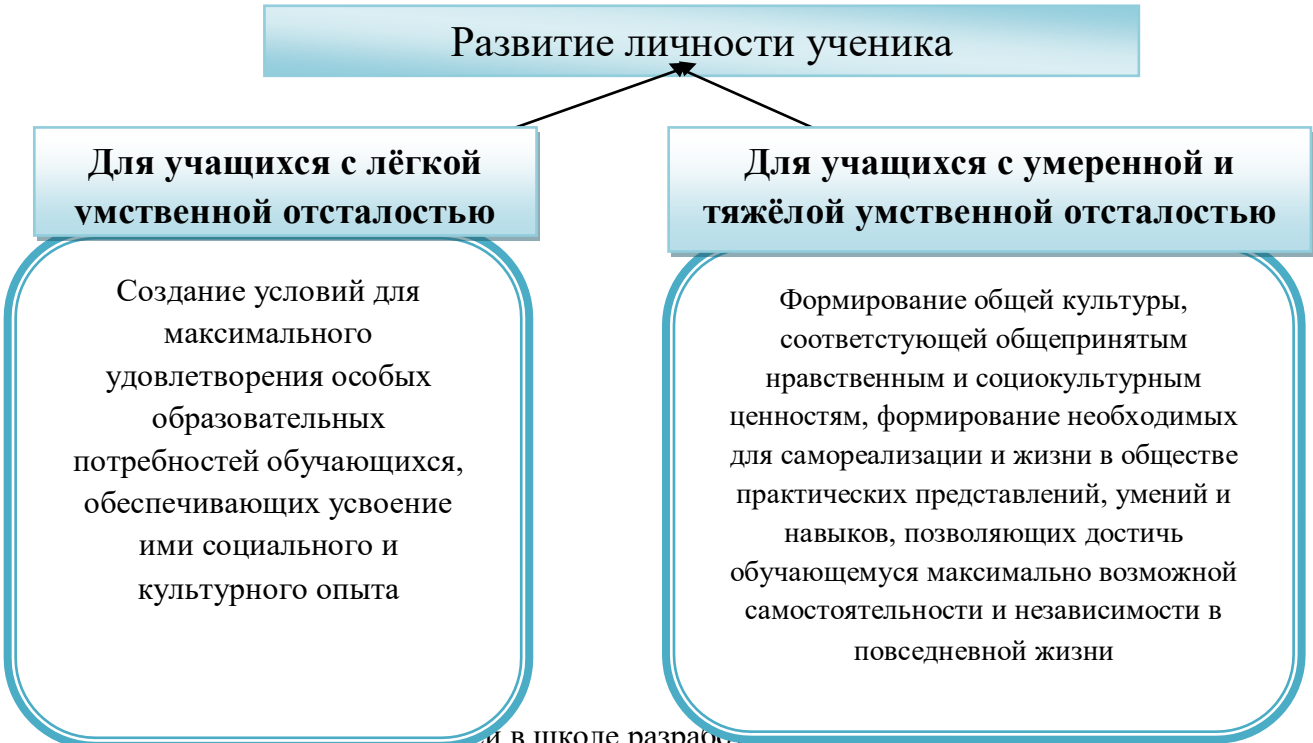 Развитие личности ученика
Для учащихся с лёгкой
умственной отсталостью
Создание условий для
максимального
удовлетворения особых
образовательных
потребностей обучающихся,
обеспечивающих усвоение
ими социального и
культурного опыта
Для учащихся с умеренной и
тяжёлой умственной отсталостью
Формирование общей культуры,
соответстующей общепринятым
нравственным и социокультурным
ценностям, формирование необходимых
для самореализации и жизни в обществе
практических представлений, умений и
навыков, позволяющих достичь
обучающемуся максимально возможной
самостоятельности и независимости в
повседневной жизни
в школе